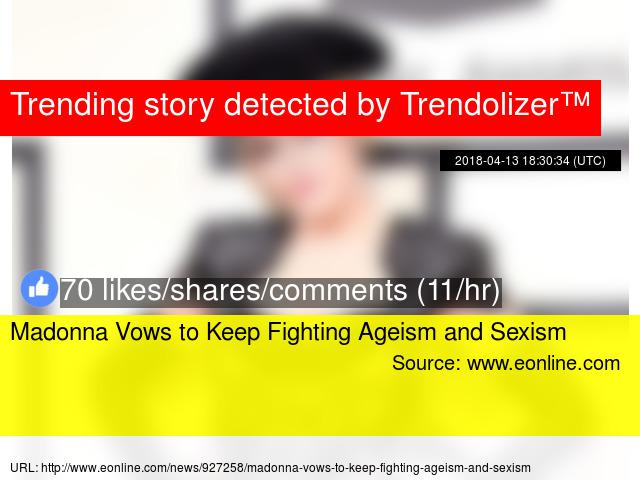 Trending story detected by Trendolizer™
2018-04-13 18:30:34 (UTC)
70 likes/shares/comments (11/hr)
Madonna Vows to Keep Fighting Ageism and Sexism
Source: www.eonline.com
URL: http://www.eonline.com/news/927258/madonna-vows-to-keep-fighting-ageism-and-sexism